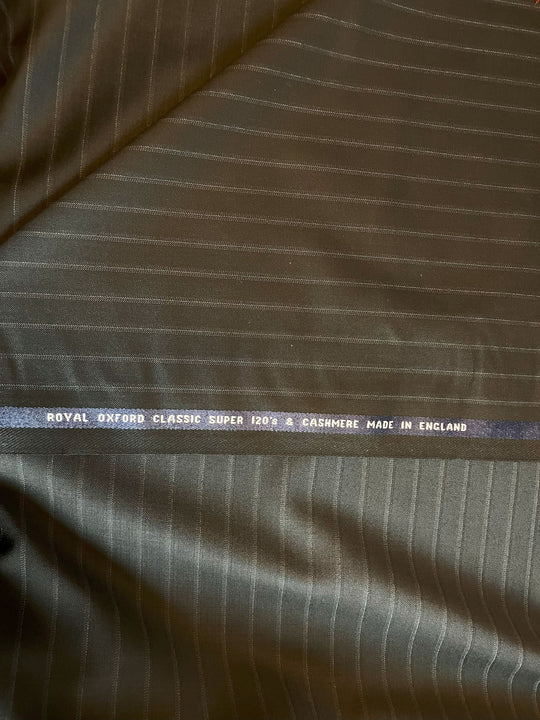 ROYAL OXFORD CLASSIC SUPER 120's & CASHMERE MADE IN ENGLAND